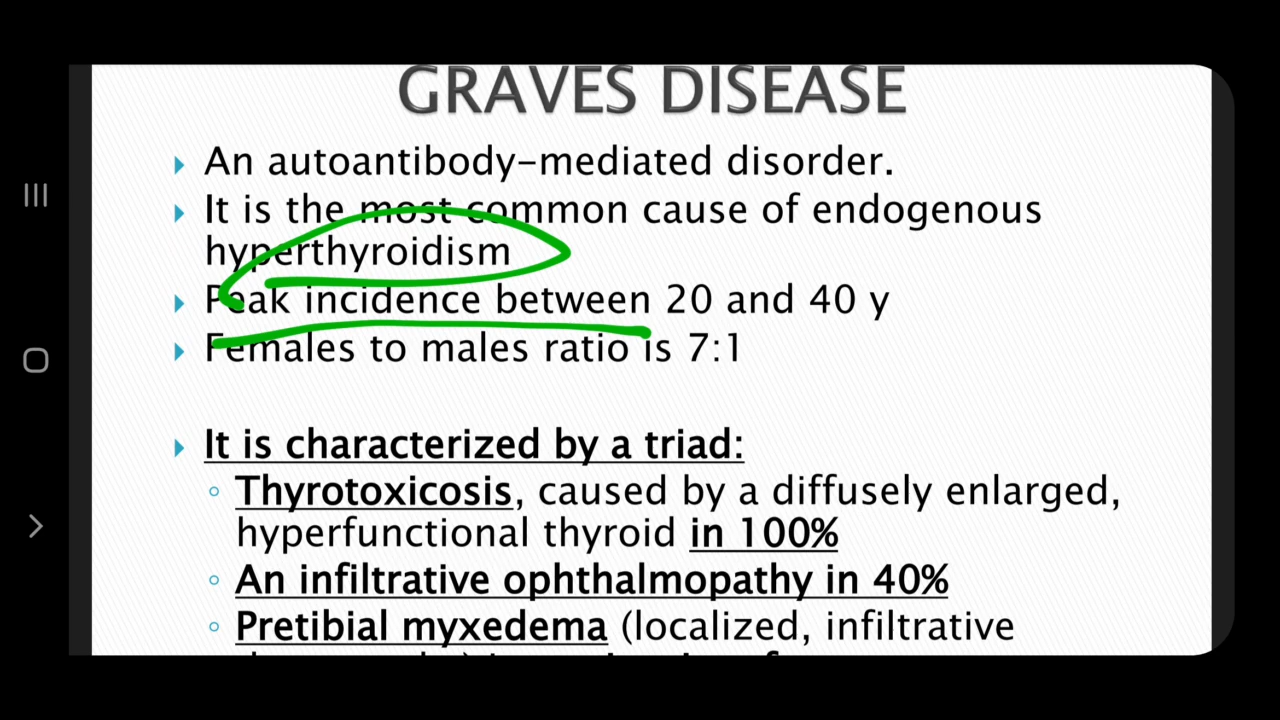 GRAVES DISEASE
An autoantibody-mediated disorder.
It is the most common cause of endogenous
hyperthyroidism
Peak incidence between 20 and 40 y
Females to males ratio is 7:1
It is characterized by a triad:
Thyrotoxicosis, caused by a diffusely enlarged,
hyperfunctional thyroid in 100%
An infiltrative ophthalmopathy in 40%
Pretibial myxedema (localized, infiltrative